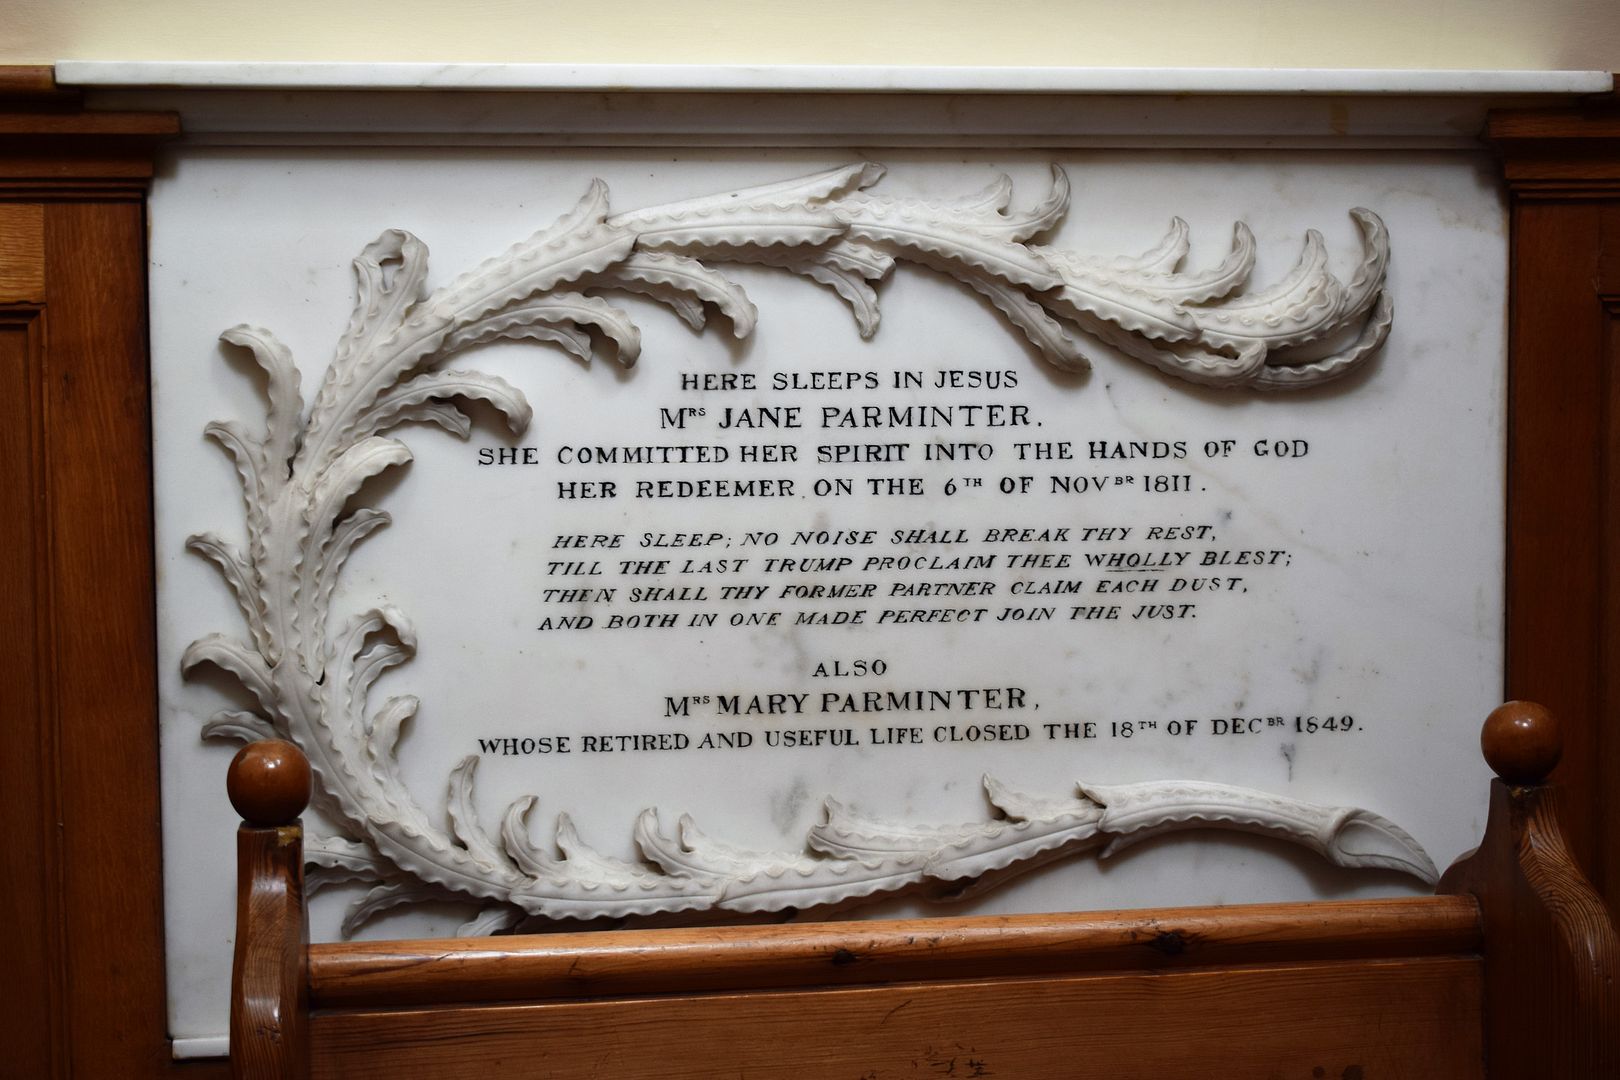 HERE SLEEPS IN JESUS
MRS JANE PARMINTER.
SHE COMMITTED HER SPIRIT INTO THE HANDS OF GOD
HER REDEEMER ON THE 6TH OF NOVBR 1811.
HERE SLEEP; NO NOISE SHALL BREAK THY REST,
TILL THE LAST TRUMP PROCLAIM THEE WHOLLY BLEST;
THEN SHALL THY FORMER PARTNER CLAIM EACH DUST,
AND BOTH IN ONE MADE PERFECT JOIN THE JUST.
ALSO
MRS MARY PARMINTER,
WHOSE RETIRED AND USEFUL LIFE CLOSED THE 18TH OF DECBR 1849.